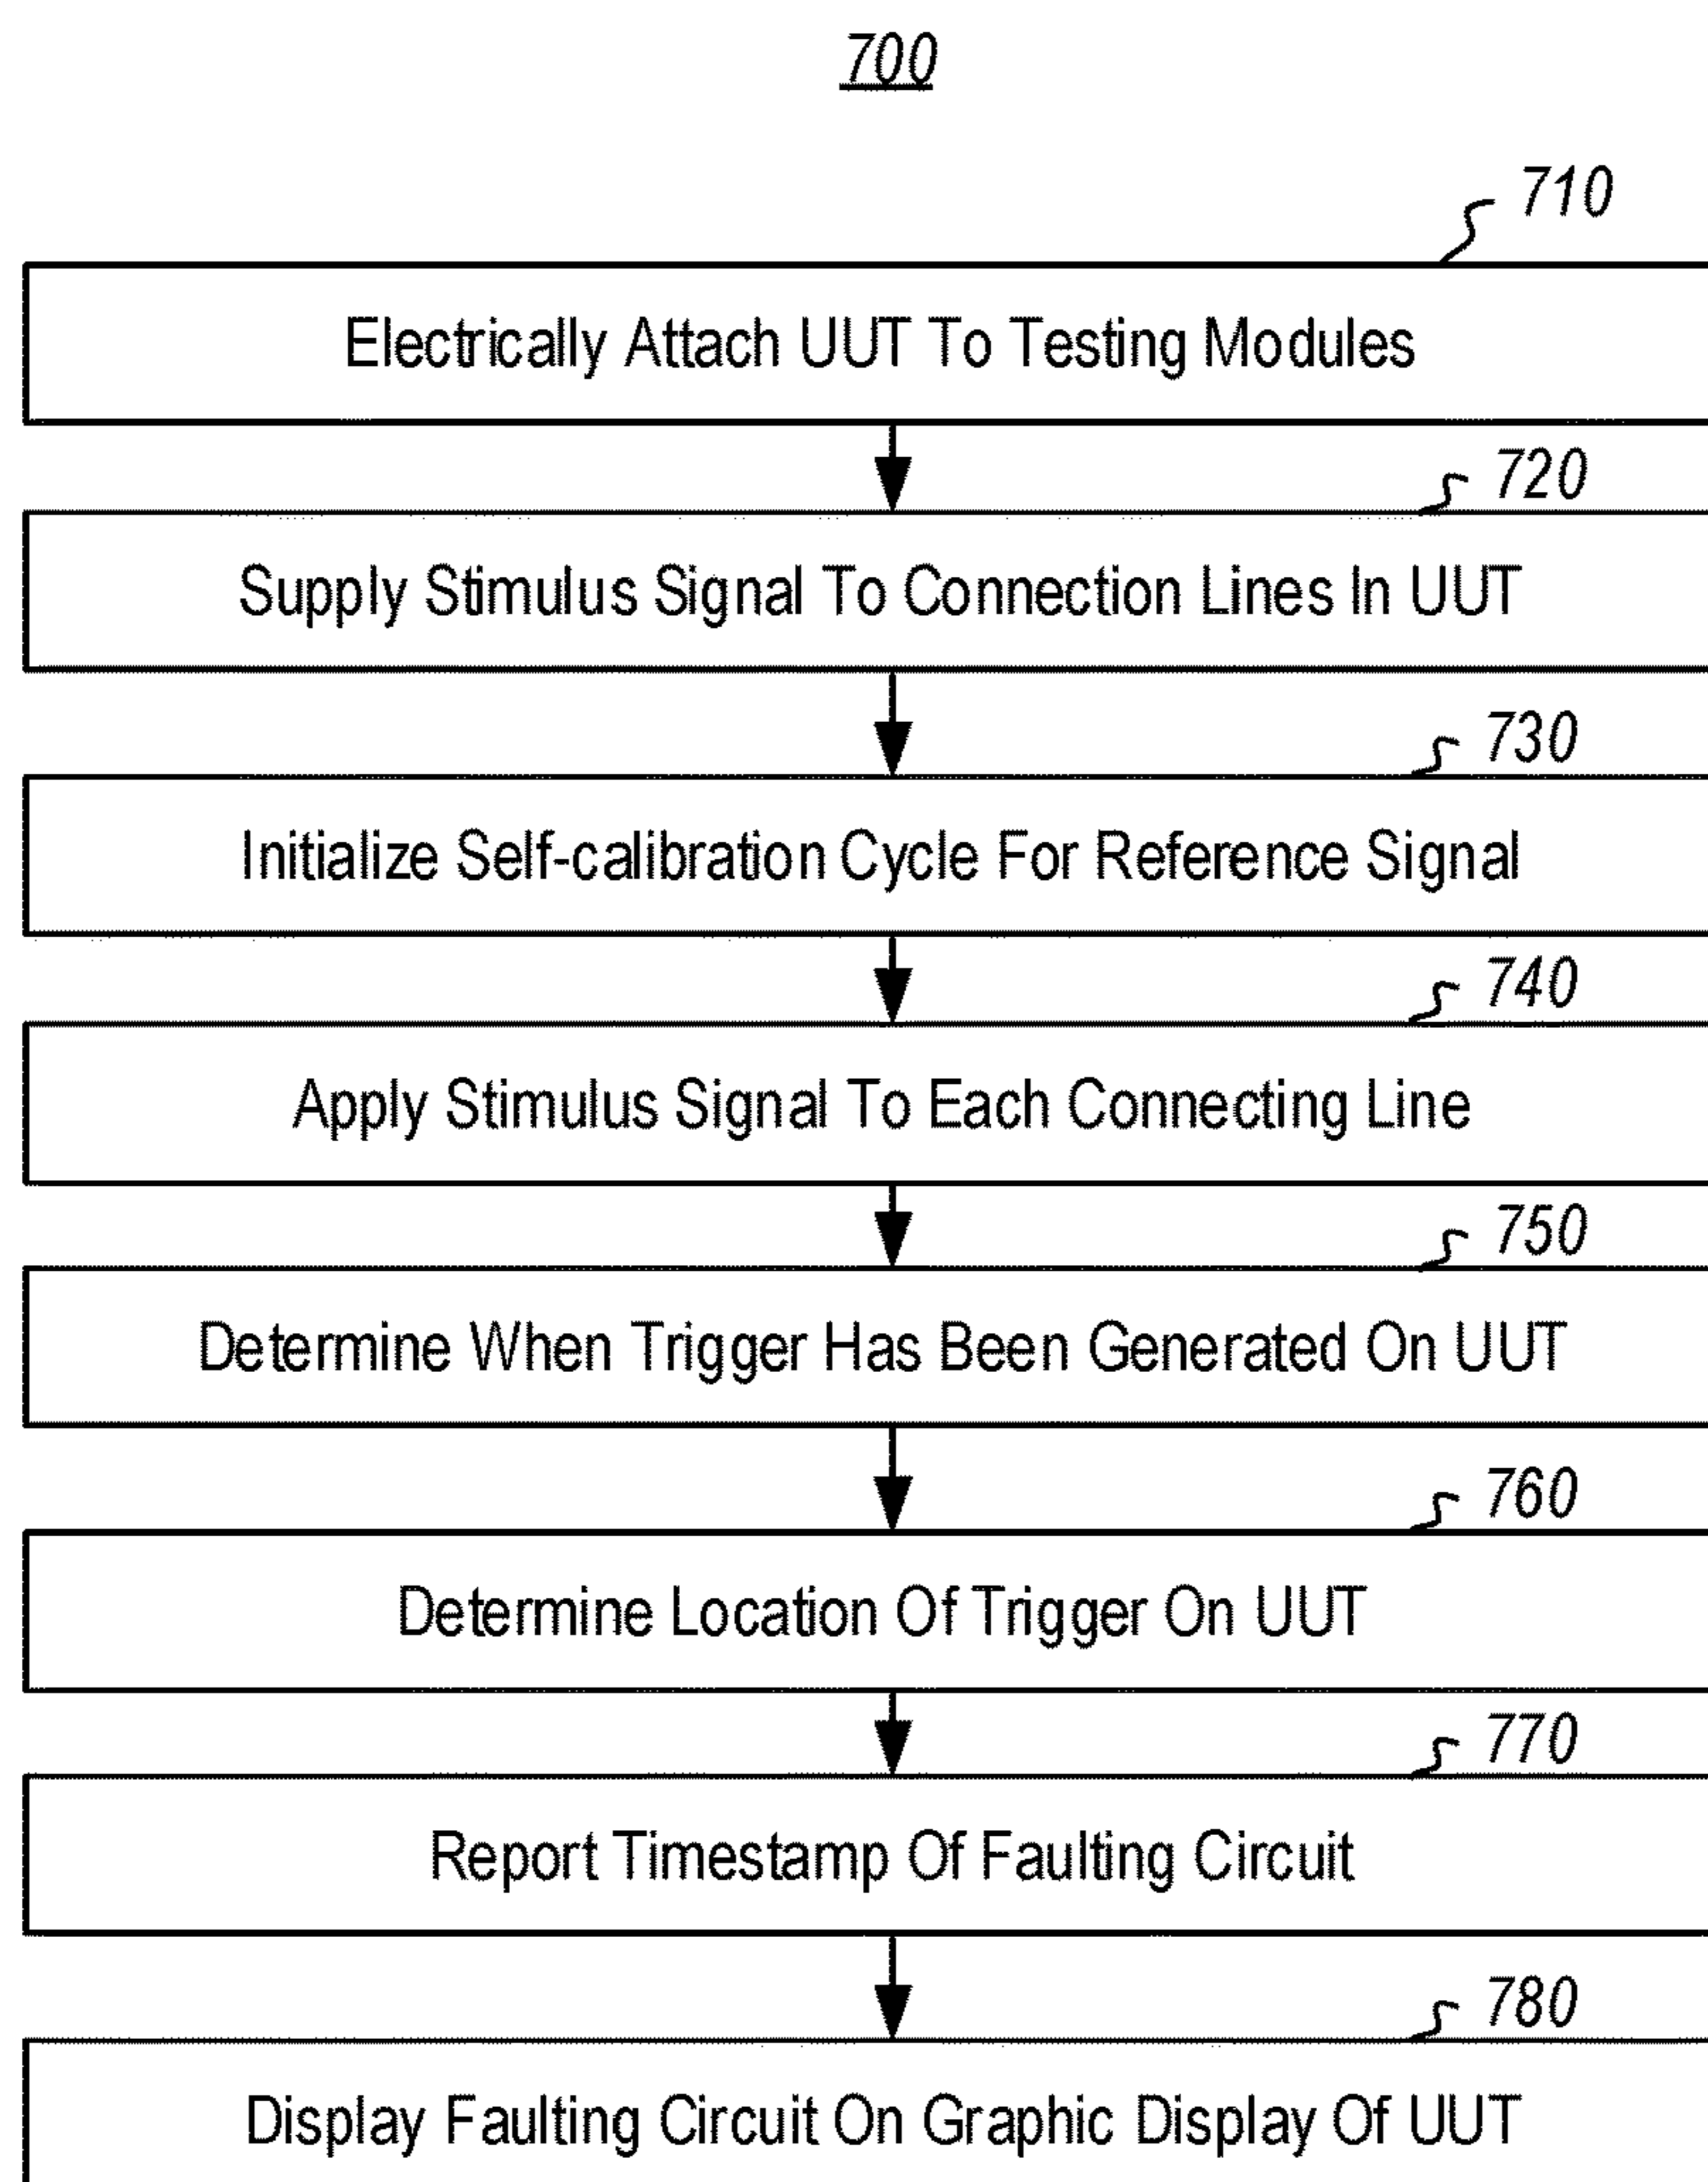 700
710
Electrically Attach UUT To Testing Modules
720
Supply Stimulus Signal To Connection Lines In UUT
730
Initialize Self-calibration Cycle For Reference Signal
740
Apply Stimulus Signal To Each Connecting Line
750
Determine When Trigger Has Been Generated On UUT
760
Determine Location Of Trigger On UUT
770
Report Timestamp Of Faulting Circuit
780
Display Faulting Circuit On Graphic Display Of UUT